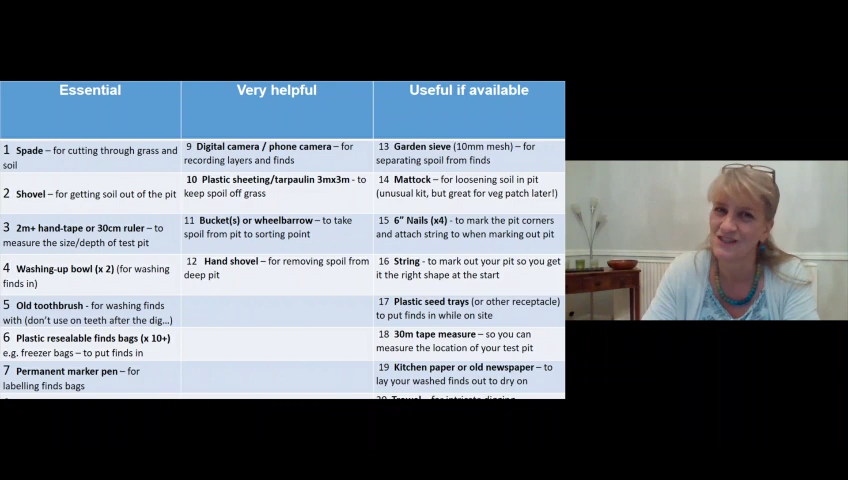 Essential
Very helpful
Useful if available
1 Spade – for cutting through grass and
soil
2 Shovel – for getting soil out of the pit
3 2m+ hand-tape or 30cm ruler – to
measure the size/depth of test pit
4 Washing-up bowl (x 2) (for washing
finds in)
5 Old toothbrush - for washing finds
with (don't use on teeth after the dig…)
6 Plastic resealable finds bags (x 10+)
e.g. freezer bags – to put finds in
7 Permanent marker pen – for
labelling finds bags
9 Digital camera / phone camera – for
recording layers and finds
10 Plastic sheeting/tarpaulin 3mx3m - to
keep spoil off grass
11 Bucket(s) or wheelbarrow – to take
spoil from pit to sorting point
12 Hand shovel – for removing spoil from
deep pit
13 Garden sieve (10mm mesh) – for
separating spoil from finds
14 Mattock – for loosening soil in pit
(unusual kit, but great for veg patch later!)
15 6” Nails (x4) - to mark the pit corners
and attach string to when marking out pit
16 String – to mark out your pit so you get
it the right shape at the start
17 Plastic seed trays (or other receptacle)
to put finds in while on site
18 30m tape measure – so you can
measure the location of your test pit
19 Kitchen paper or old newspaper – to
lay your washed finds out to dry on
20 Trowel – for intricate digging